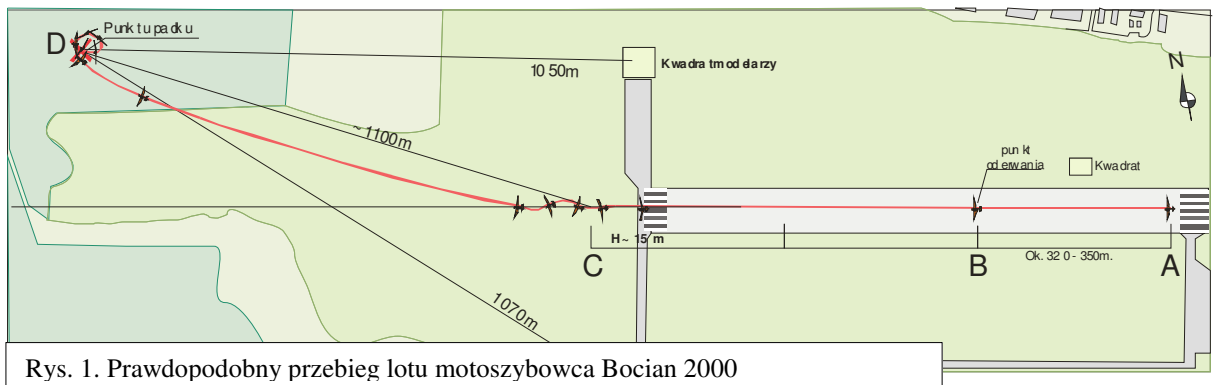 D
Punkt upadku
1050m
Kwadrat modelarzy
N
~1100m
punkt
oderwania
Kwadrat
H~ 15 m
C
B
A
Ok. 320-350m.
1070m
Rys. 1. Prawdopodobny przebieg lotu motoszybowca Bocian 2000